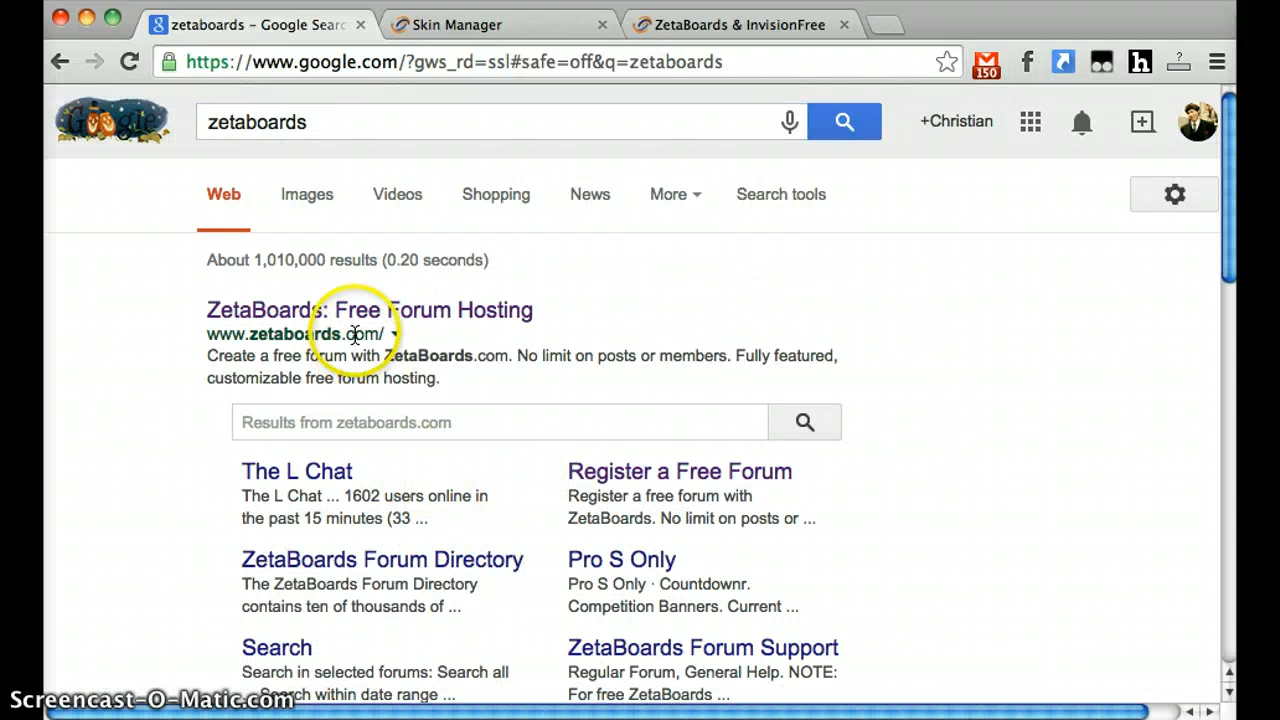 zetaboards - Google Searc
Skin Manager
ZetaBoards & InvisionFree
https://www.google.com/?gws_rd=ssl#safe=off&q=zetaboards
150
f
h
?
Google
zetaboards
+Christian
Web Images Videos Shopping News More Search tools
About 1,010,000 results (0.20 seconds)
ZetaBoards: Free Forum Hosting
www.zetaboards.com/
Create a free forum with ZetaBoards.com. No limit on posts or members. Fully featured,
customizable free forum hosting.
Results from zetaboards.com
The L Chat
The L Chat ... 1602 users online in
the past 15 minutes (33 ...
Register a Free Forum
Register a free forum with
ZetaBoards. No limit on posts or ...
ZetaBoards Forum Directory
The ZetaBoards Forum Directory
contains ten of thousands of ...
Pro S Only
Pro S Only · Countdownr.
Competition Banners. Current ...
Search
Search in selected forums: Search all
Search within date range ...
ZetaBoards Forum Support
Regular Forum, General Help. NOTE:
For free ZetaBoards ...
Screencast-O-Matic.com